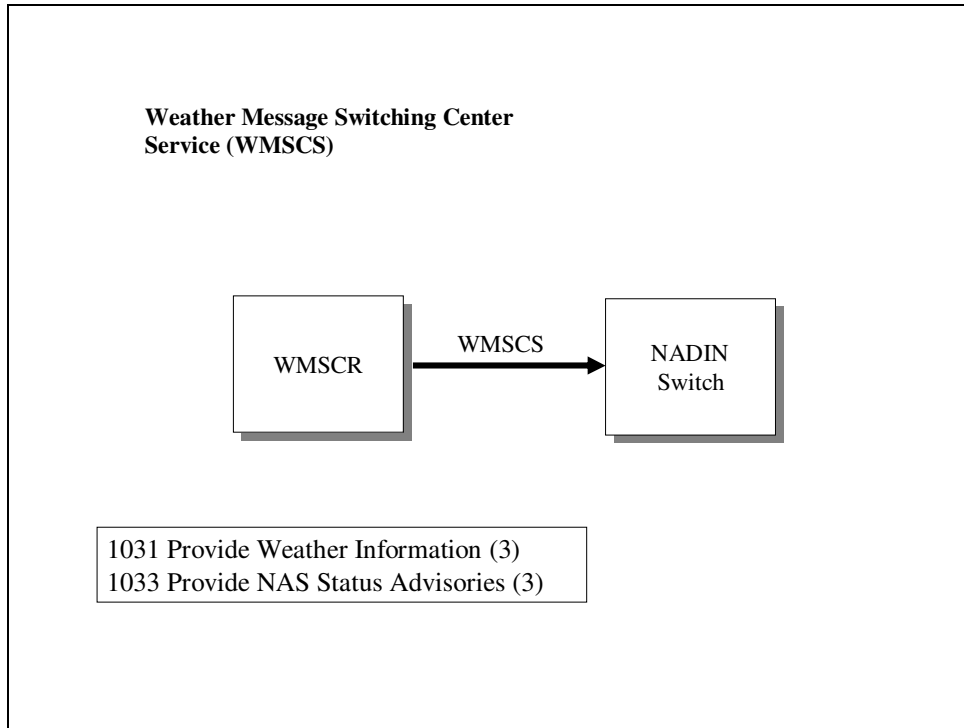 Weather Message Switching Center
Service (WMSCS)
WMSCR
WMSCS
NADIN
Switch
1031 Provide Weather Information (3)
1033 Provide NAS Status Advisories (3)